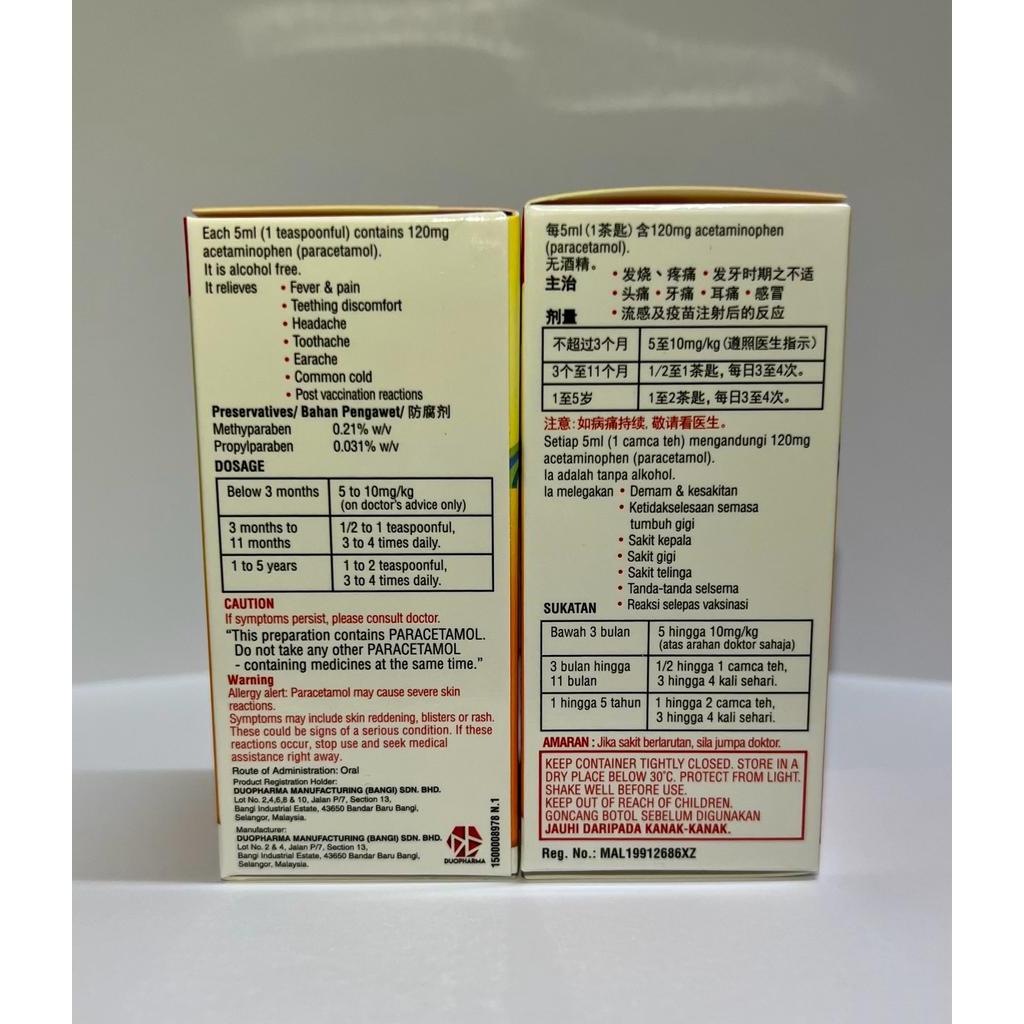 Each 5ml (1 teaspoonful) contains 120mg
acetaminophen (paracetamol).
It is alcohol free.
It relieves • Fever & pain
• Teething discomfort
• Headache
• Toothache
• Earache
• Common cold
• Post vaccination reactions
Preservatives/ Bahan Pengawet/ 防腐剂
Methyparaben 0.21% w/v
Propylparaben 0.031% w/v
DOSAGE
Below 3 months 5 to 10mg/kg
(on doctor's advice only)
3 months to 1/2 to 1 teaspoonful,
11 months 3 to 4 times daily.
1 to 5 years 1 to 2 teaspoonful,
3 to 4 times daily.
CAUTION
If symptoms persist, please consult doctor.
“This preparation contains PARACETAMOL.
Do not take any other PARACETAMOL
- containing medicines at the same time.”
Warning
Allergy alert: Paracetamol may cause severe skin
reactions.
Symptoms may include skin reddening, blisters or rash.
These could be signs of a serious condition. If these
reactions occur, stop use and seek medical
assistance right away.
Route of Administration: Oral
Product Registration Holder:
DUOPHARMA MANUFACTURING (BANGI) SDN. BHD.
Lot No. 2,4,6,8 & 10, Jalan P/7, Section 13,
Bangi Industrial Estate, 43650 Bandar Baru Bangi,
Selangor, Malaysia.
Manufacturer:
DUOPHARMA MANUFACTURING (BANGI) SDN. BHD.
Lot No. 2 & 4, Jalan P/7, Section 13,
Bangi Industrial Estate, 43650 Bandar Baru Bangi,
Selangor, Malaysia.
DUOPHARMA
1500008978 N.1
每5ml (1茶匙) 含120mg acetaminophen
(paracetamol).
无酒精。
主治 • 发烧、疼痛 • 发牙时期之不适
• 头痛 • 牙痛 • 耳痛 • 感冒
• 流感及疫苗注射后的反应
剂量
不超过3个月 5至10mg/kg (遵照医生指示)
3个至11个月 1/2至1茶匙, 每日3至4次。
1至5岁 1至2茶匙, 每日3至4次。
注意: 如病痛持续, 敬请看医生。
Setiap 5ml (1 camca teh) mengandungi 120mg
acetaminophen (paracetamol).
Ia adalah tanpa alkohol.
Ia melegakan • Demam & kesakitan
• Ketidakselesaan semasa
tumbuh gigi
• Sakit kepala
• Sakit gigi
• Sakit telinga
• Tanda-tanda selsema
• Reaksi selepas vaksinasi
SUKATAN
Bawah 3 bulan 5 hingga 10mg/kg
(atas arahan doktor sahaja)
3 bulan hingga 1/2 hingga 1 camca teh,
11 bulan 3 hingga 4 kali sehari.
1 hingga 5 tahun 1 hingga 2 camca teh,
3 hingga 4 kali sehari.
AMARAN : Jika sakit berlarutan, sila jumpa doktor.
KEEP CONTAINER TIGHTLY CLOSED. STORE IN A
DRY PLACE BELOW 30°C. PROTECT FROM LIGHT.
SHAKE WELL BEFORE USE.
KEEP OUT OF REACH OF CHILDREN.
GONCANG BOTOL SEBELUM DIGUNAKAN
JAUHI DARIPADA KANAK-KANAK.
Reg. No.: MAL19912686XZ